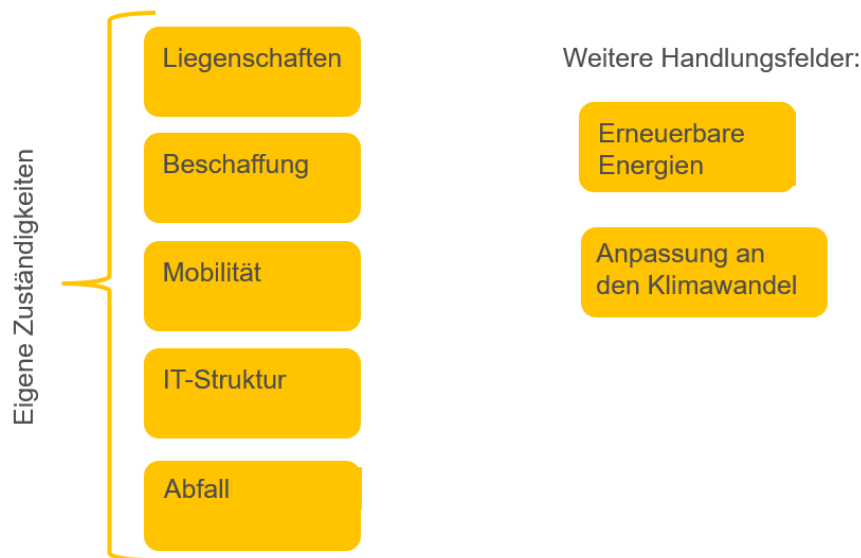 Eigene Zuständigkeiten
Liegenschaften
Beschaffung
Mobilität
IT-Struktur
Abfall
Weitere Handlungsfelder:
Erneuerbare
Energien
Anpassung an
den Klimawandel